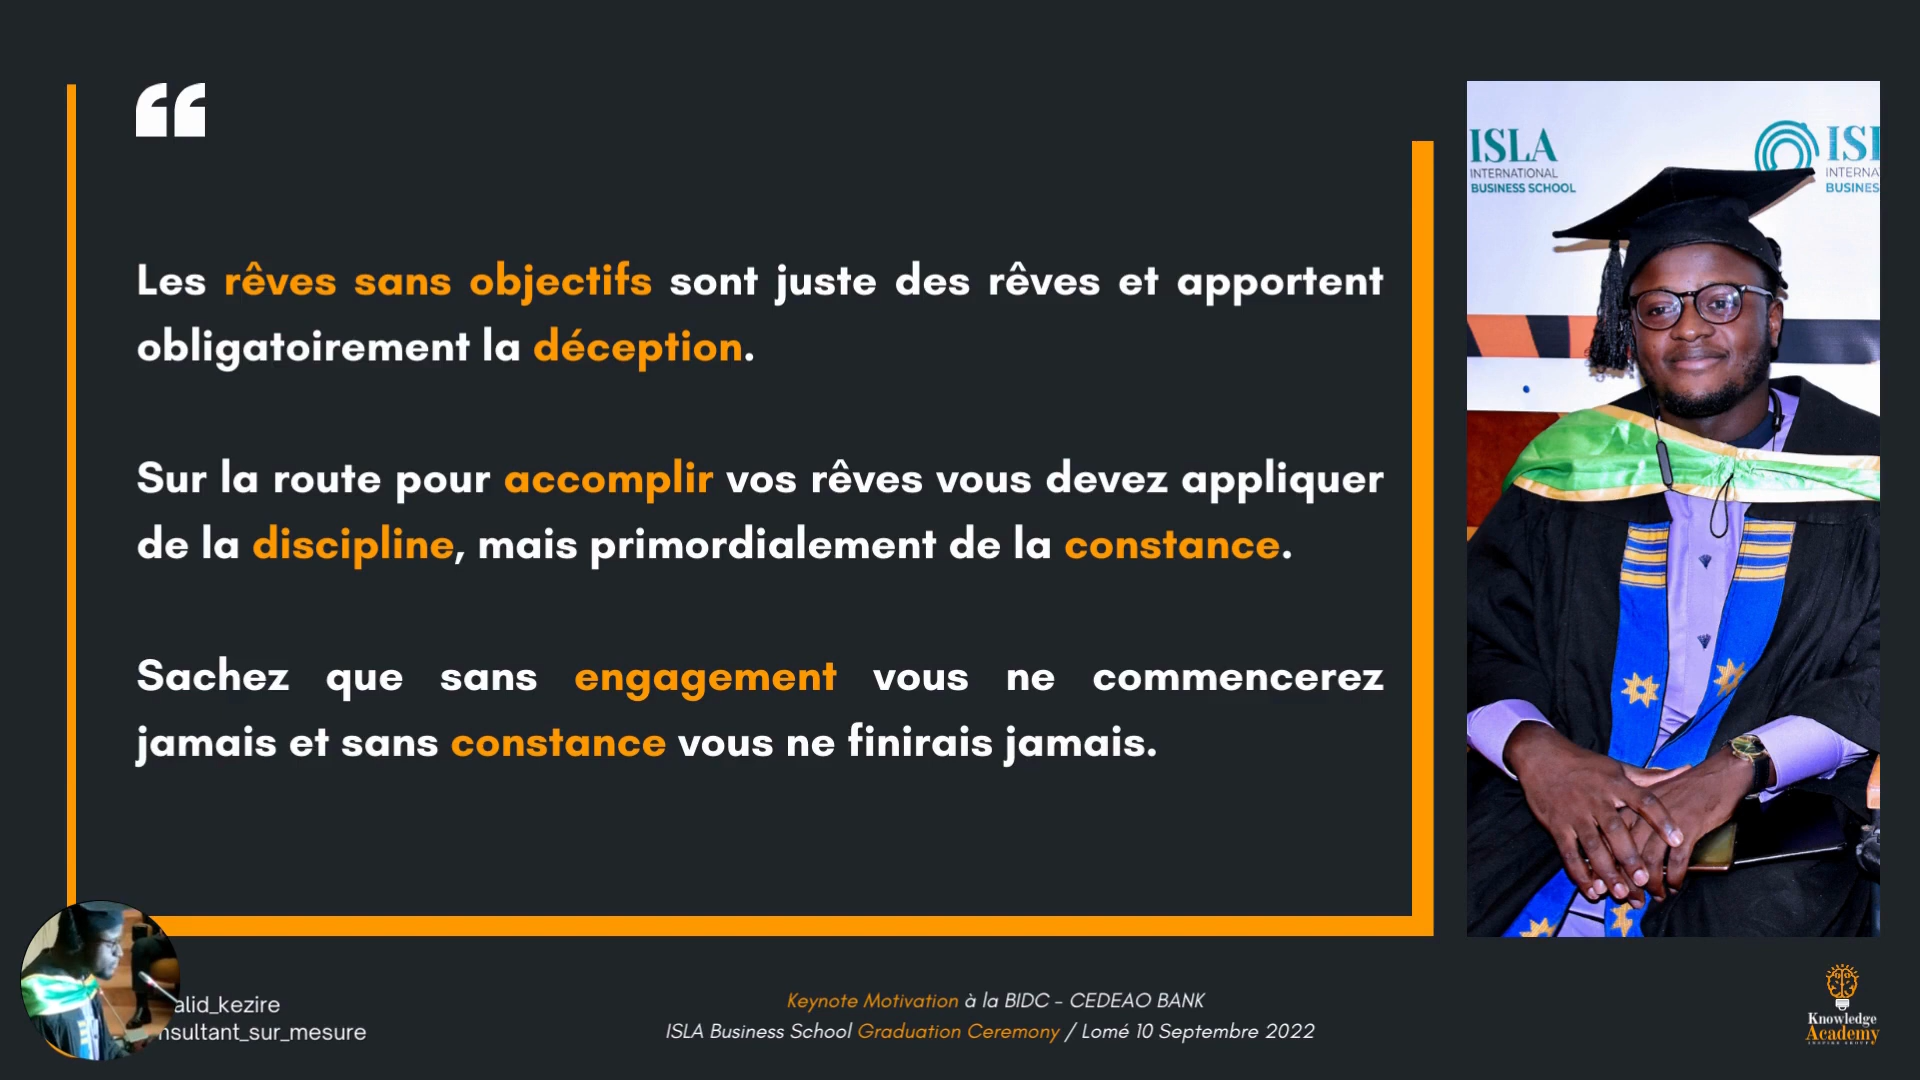 “
Les rêves sans objectifs sont juste des rêves et apportent
obligatoirement la déception.
Sur la route pour accomplir vos rêves vous devez appliquer
de la discipline, mais primordialement de la constance.
Sachez que sans engagement vous ne commencerez
jamais et sans constance vous ne finirais jamais.
ISLA
INTERNATIONAL
BUSINESS SCHOOL
ISL
INTERNA
BUSINES
alid_kezire
nsultant_sur_mesure
Keynote Motivation à la BIDC - CEDEAO BANK
ISLA Business School Graduation Ceremony / Lomé 10 Septembre 2022
Knowledge
Academy